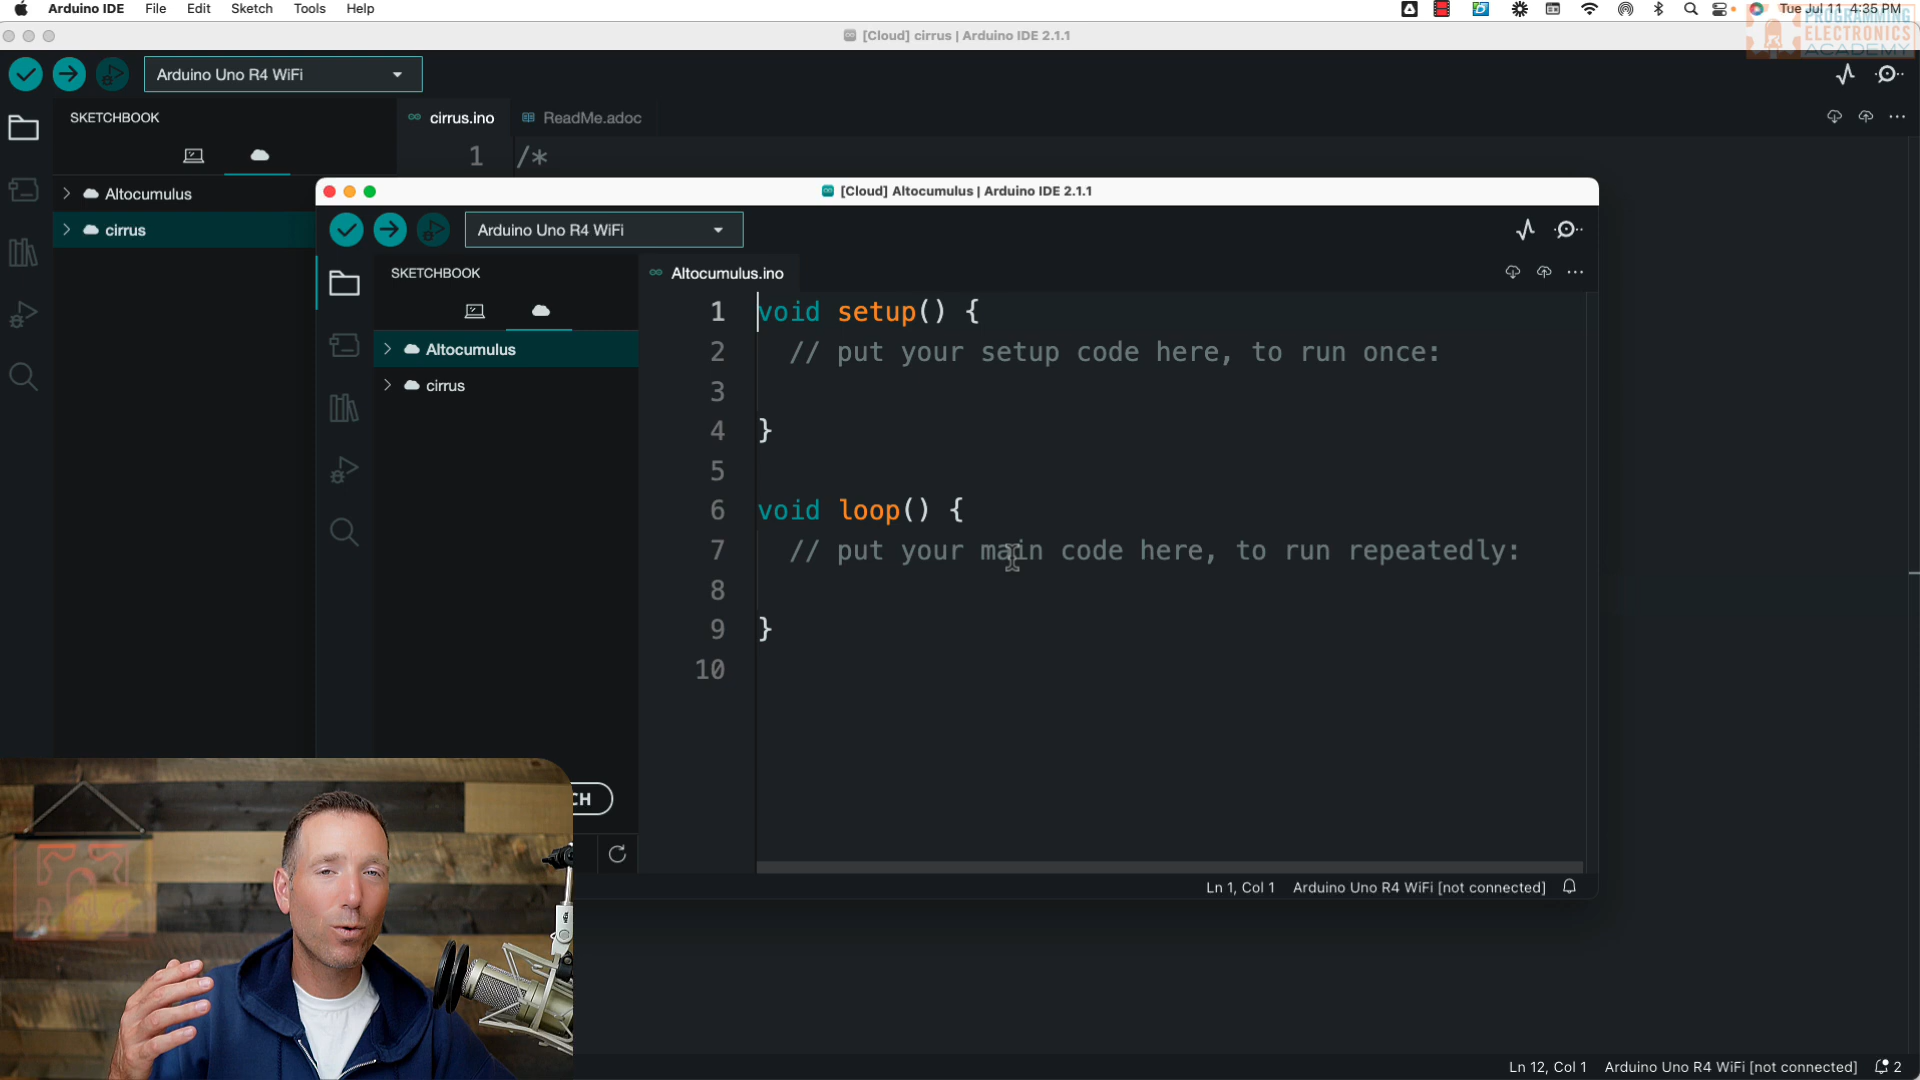 Arduino IDE File Edit Sketch Tools Help
Tue Jul 11 4:35 PM
PROGRAMMING
ELECTRONICS
ACADEMY
[Cloud] cirrus | Arduino IDE 2.1.1
Arduino Uno R4 WiFi
SKETCHBOOK
cirrus.ino
ReadMe.adoc
1 /*
Altocumulus
cirrus
[Cloud] Altocumulus | Arduino IDE 2.1.1
Arduino Uno R4 WiFi
SKETCHBOOK
Altocumulus.ino
Altocumulus
cirrus
1 void setup() {
2 // put your setup code here, to run once:
3
4 }
5
6 void loop() {
7 // put your main code here, to run repeatedly:
8
9 }
10
CH
Ln 1, Col 1 Arduino Uno R4 WiFi [not connected]
Ln 12, Col 1 Arduino Uno R4 WiFi [not connected] 2